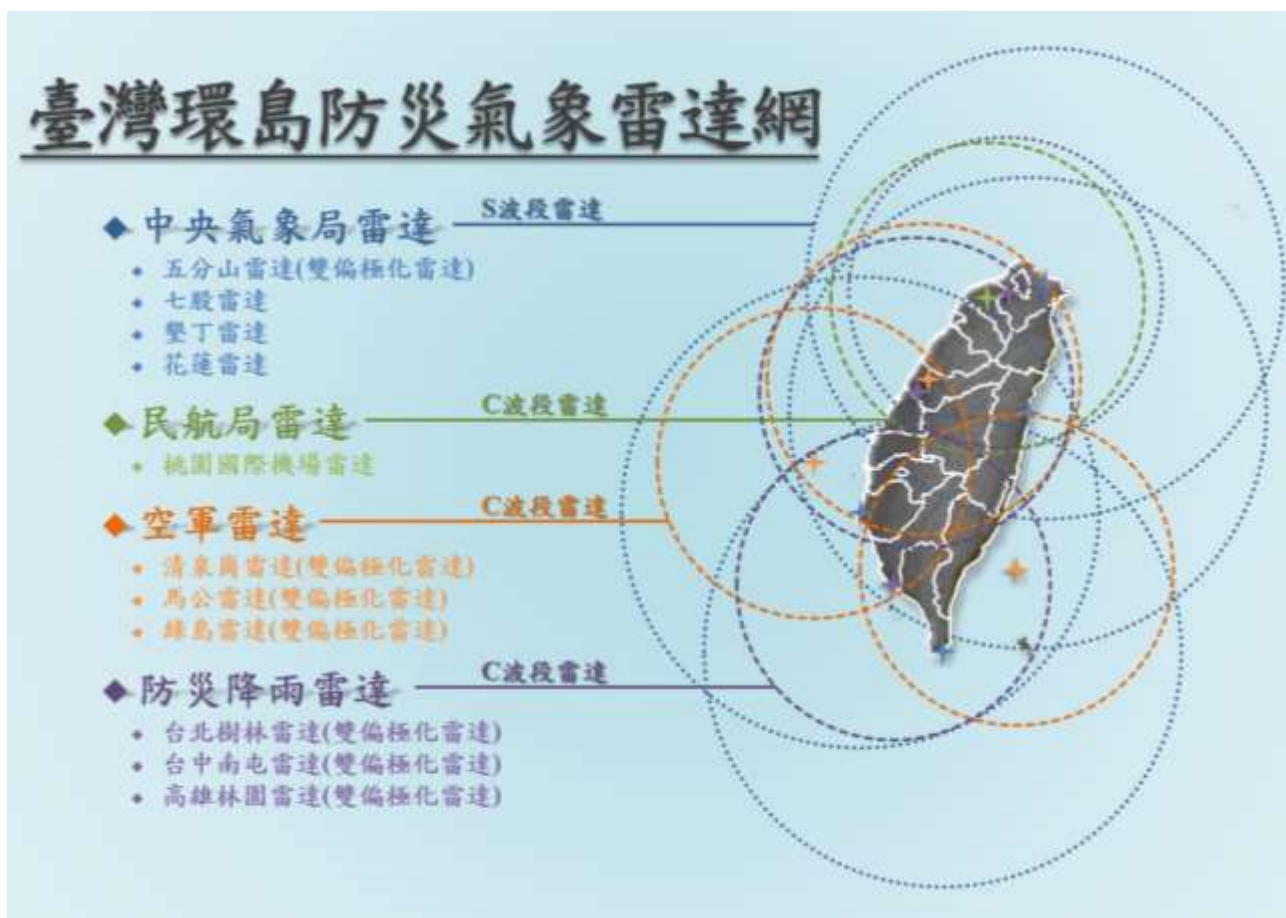 臺灣環島防災氣象雷達網
中央氣象局雷達
S波段雷達
五分山雷達(雙偏極化雷達)
七股雷達
墾丁雷達
花蓮雷達
民航局雷達
C波段雷達
桃園國際機場雷達
空軍雷達
C波段雷達
清泉崗雷達(雙偏極化雷達)
馬公雷達(雙偏極化雷達)
綠島雷達(雙偏極化雷達)
防災降雨雷達
C波段雷達
台北樹林雷達(雙偏極化雷達)
台中南屯雷達(雙偏極化雷達)
高雄林園雷達(雙偏極化雷達)